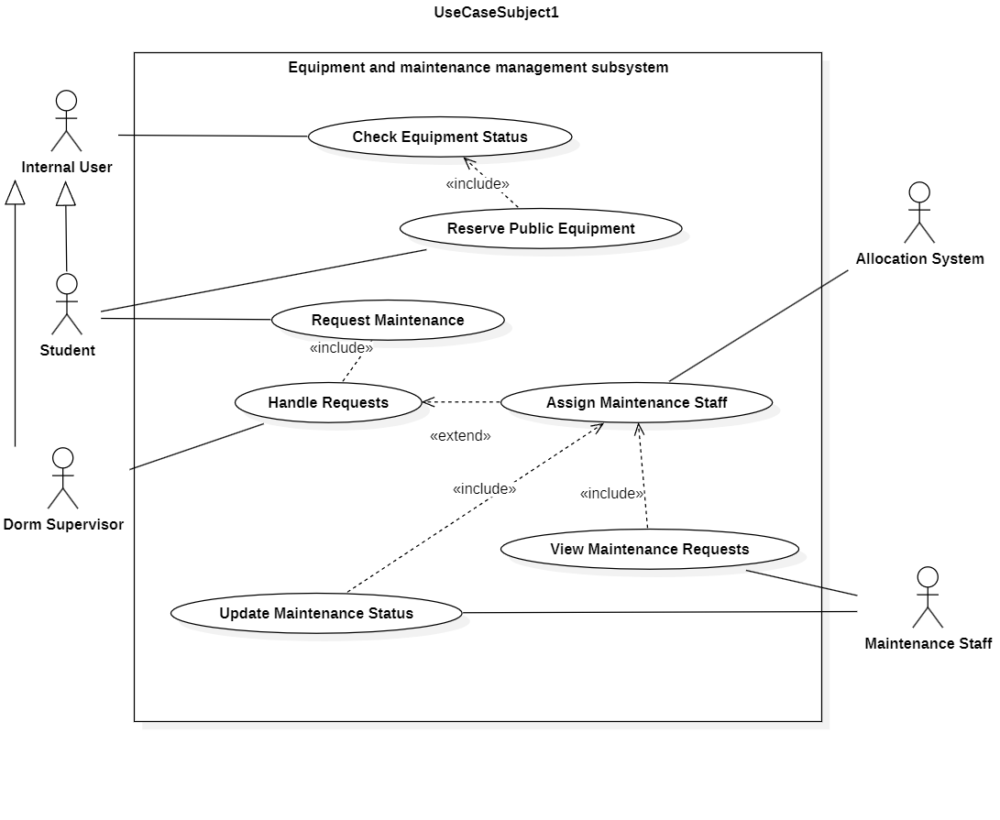 UseCaseSubject1
Equipment and maintenance management subsystem
Internal User
Check Equipment Status
«include»
Reserve Public Equipment
Allocation System
Student
Request Maintenance
«include»
Handle Requests
Assign Maintenance Staff
«extend»
«include»
«include»
Dorm Supervisor
View Maintenance Requests
Update Maintenance Status
Maintenance Staff